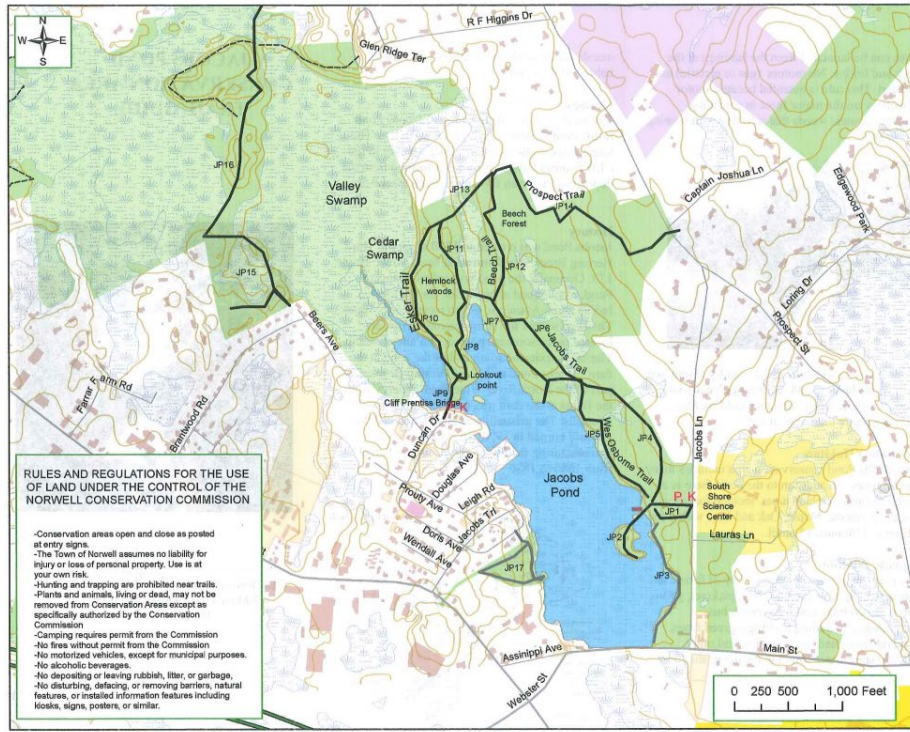 N
W E
S
R F Higgins Dr
Glen Ridge Ter
JP16
Valley
Swamp
JP13
Prospect Trail
JP14
Captain Joshua Ln
Edgewood Park
Beech
Forest
Cedar
Swamp
JP11
Beech Trail
JP12
JP15
Esker Trail
Hemlock
woods
Loring Dr
Prospect St
Beers Ave
JP10
JP7
JP6
Jacobs Trail
JP8
Farrar Farm Rd
Brantwood Rd
Lookout
point
JP9
Cliff Prentiss Bridge
K
Duncan Dr
JP5
Wes Osborne Trail
JP4
Jacobs Ln
Douglas Ave
Leigh Rd
Prouty Ave
Jacobs Trl
Doris Ave
Wendall Ave
Jacobs
Pond
P, K
JP1
South
Shore
Science
Center
Lauras Ln
JP2
JP3
JP17
Assinippi Ave
Main St
Webster St
RULES AND REGULATIONS FOR THE USE
OF LAND UNDER THE CONTROL OF THE
NORWELL CONSERVATION COMMISSION
-Conservation areas open and close as posted
at entry signs.
-The Town of Norwell assumes no liability for
injury or loss of personal property. Use is at
your own risk.
-Hunting and trapping are prohibited near trails.
-Plants and animals, living or dead, may not be
removed from Conservation Areas except as
specifically authorized by the Conservation
Commission
-Camping requires permit from the Commission
-No fires without permit from the Commission
-No motorized vehicles, except for municipal purposes.
-No alcoholic beverages.
-No depositing or leaving rubbish, litter, or garbage,
-No disturbing, defacing, or removing barriers, natural
features, or installed information features including
kiosks, signs, posters, or similar.
0 250 500 1,000 Feet